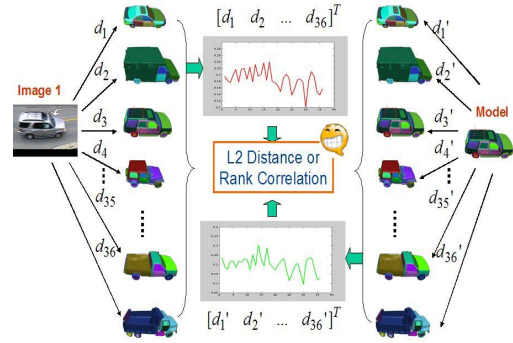 [d1 d2 ... d36]^T
d1
d2
d3
d4
d35
d36
Image 1
L2 Distance or
Rank Correlation
d1'
d2'
d3'
d4'
d35'
d36'
Model
[d1' d2' ... d36']^T